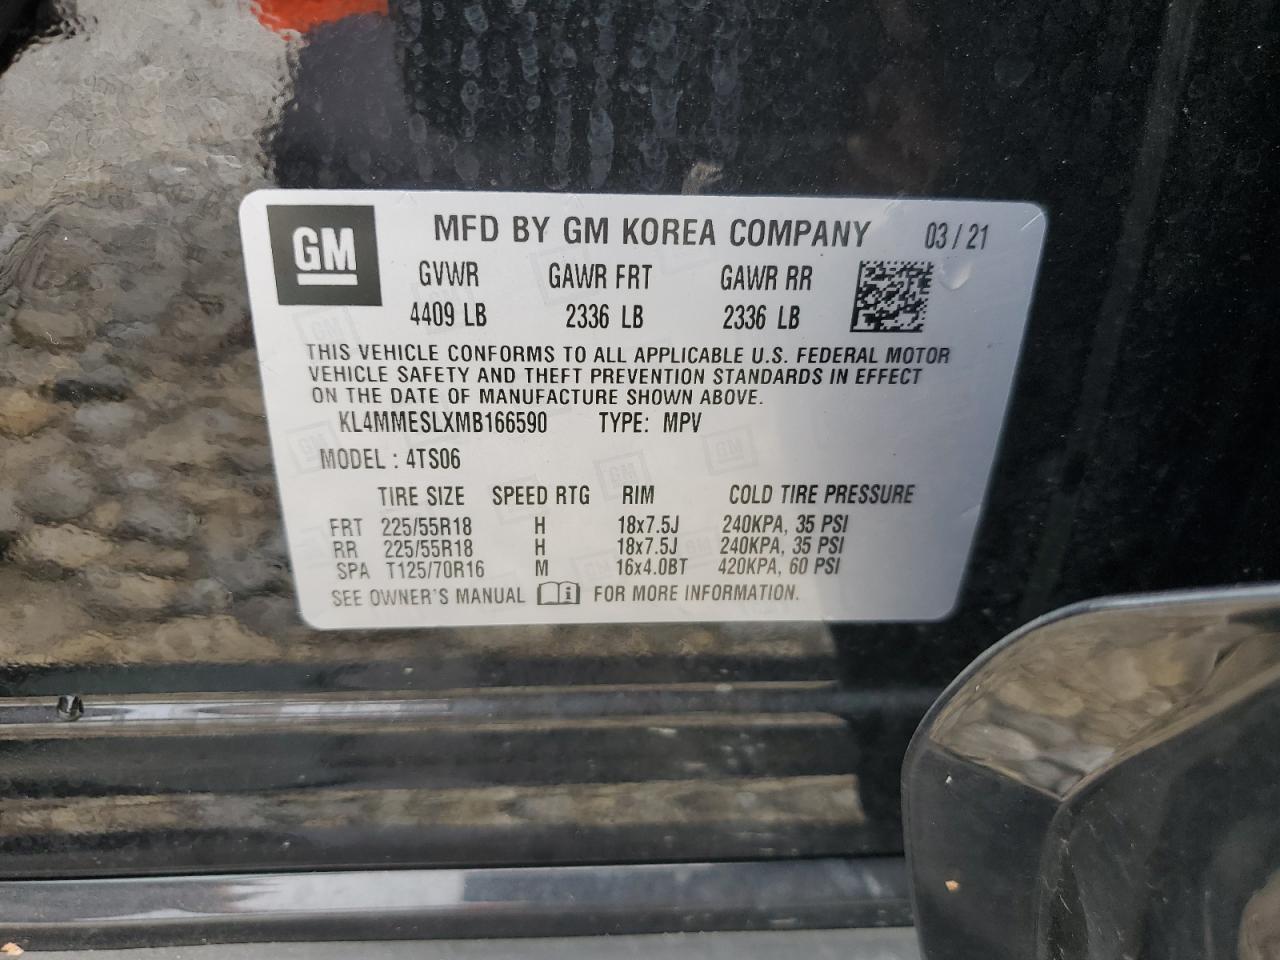 GM MFD BY GM KOREA COMPANY 03 / 21
GVWR GAWR FRT GAWR RR
4409 LB 2336 LB 2336 LB
THIS VEHICLE CONFORMS TO ALL APPLICABLE U.S. FEDERAL MOTOR
VEHICLE SAFETY AND THEFT PREVENTION STANDARDS IN EFFECT
ON THE DATE OF MANUFACTURE SHOWN ABOVE.
KL4MMESLXMB166590 TYPE: MPV
MODEL : 4TS06
TIRE SIZE SPEED RTG RIM COLD TIRE PRESSURE
FRT 225/55R18 H 18x7.5J 240KPA, 35 PSI
RR 225/55R18 H 18x7.5J 240KPA, 35 PSI
SPA T125/70R16 M 16x4.0BT 420KPA, 60 PSI
SEE OWNER'S MANUAL i FOR MORE INFORMATION.